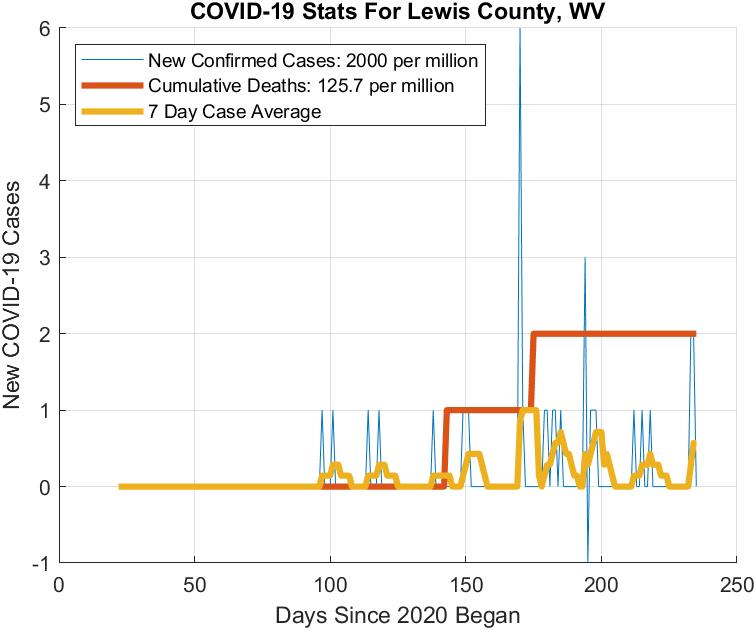 COVID-19 Stats For Lewis County, WV
New Confirmed Cases: 2000 per million
Cumulative Deaths: 125.7 per million
7 Day Case Average
New COVID-19 Cases
6
5
4
3
2
1
0
-1
0 50 100 150 200 250
Days Since 2020 Began